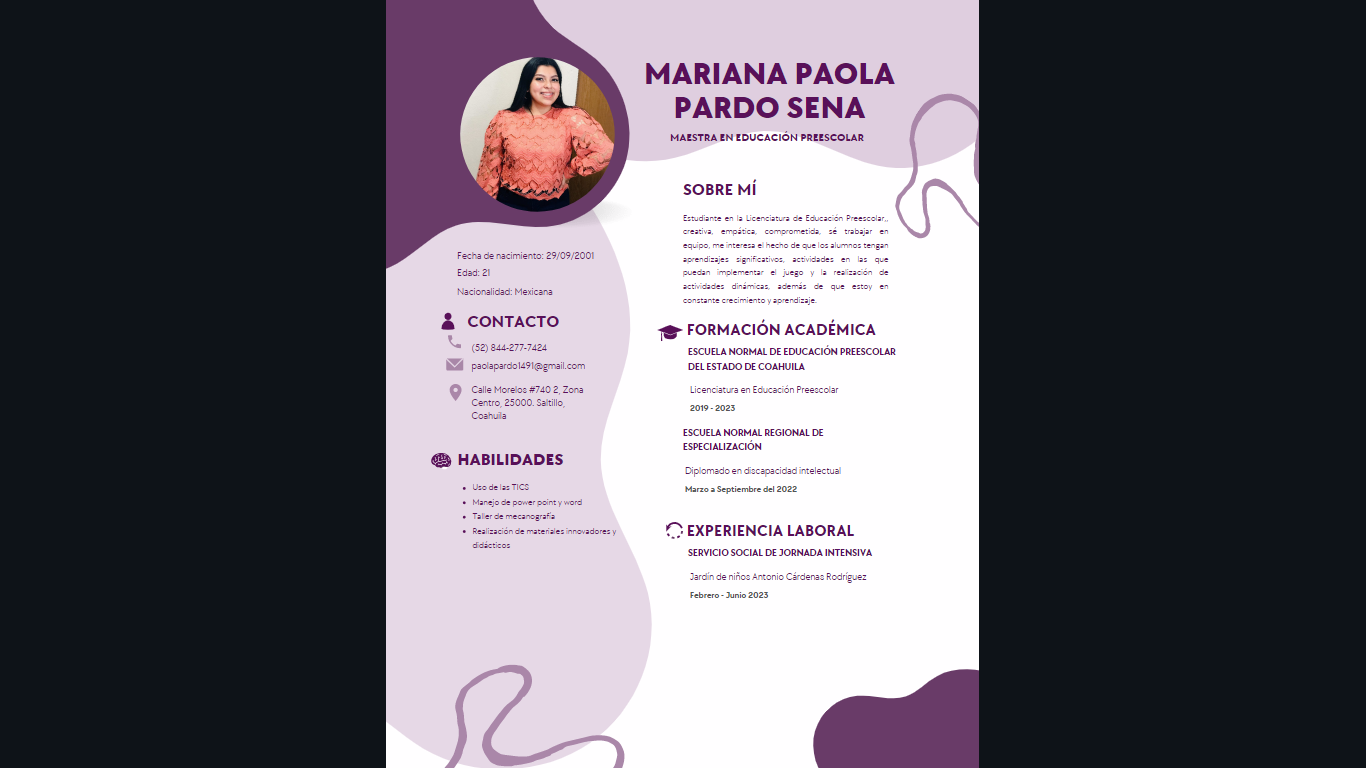 MARIANA PAOLA
PARDO SENA
MAESTRA EN EDUCACIÓN PREESCOLAR
Fecha de nacimiento: 29/09/2001
Edad: 21
Nacionalidad: Mexicana
CONTACTO
(52) 844-277-7424
paolapardo1491@gmail.com
Calle Morelos #740 2, Zona
Centro, 25000. Saltillo,
Coahuila
HABILIDADES
• Uso de las TICS
• Manejo de power point y word
• Taller de mecanografía
• Realización de materiales innovadores y
didácticos
SOBRE MÍ
Estudiante en la Licenciatura de Educación Preescolar,,
creativa, empática, comprometida, sé trabajar en
equipo, me interesa el hecho de que los alumnos tengan
aprendizajes significativos, actividades en las que
puedan implementar el juego y la realización de
actividades dinámicas, además de que estoy en
constante crecimiento y aprendizaje.
FORMACIÓN ACADÉMICA
ESCUELA NORMAL DE EDUCACIÓN PREESCOLAR
DEL ESTADO DE COAHUILA
Licenciatura en Educación Preescolar
2019 - 2023
ESCUELA NORMAL REGIONAL DE
ESPECIALIZACIÓN
Diplomado en discapacidad intelectual
Marzo a Septiembre del 2022
EXPERIENCIA LABORAL
SERVICIO SOCIAL DE JORNADA INTENSIVA
Jardín de niños Antonio Cárdenas Rodríguez
Febrero - Junio 2023